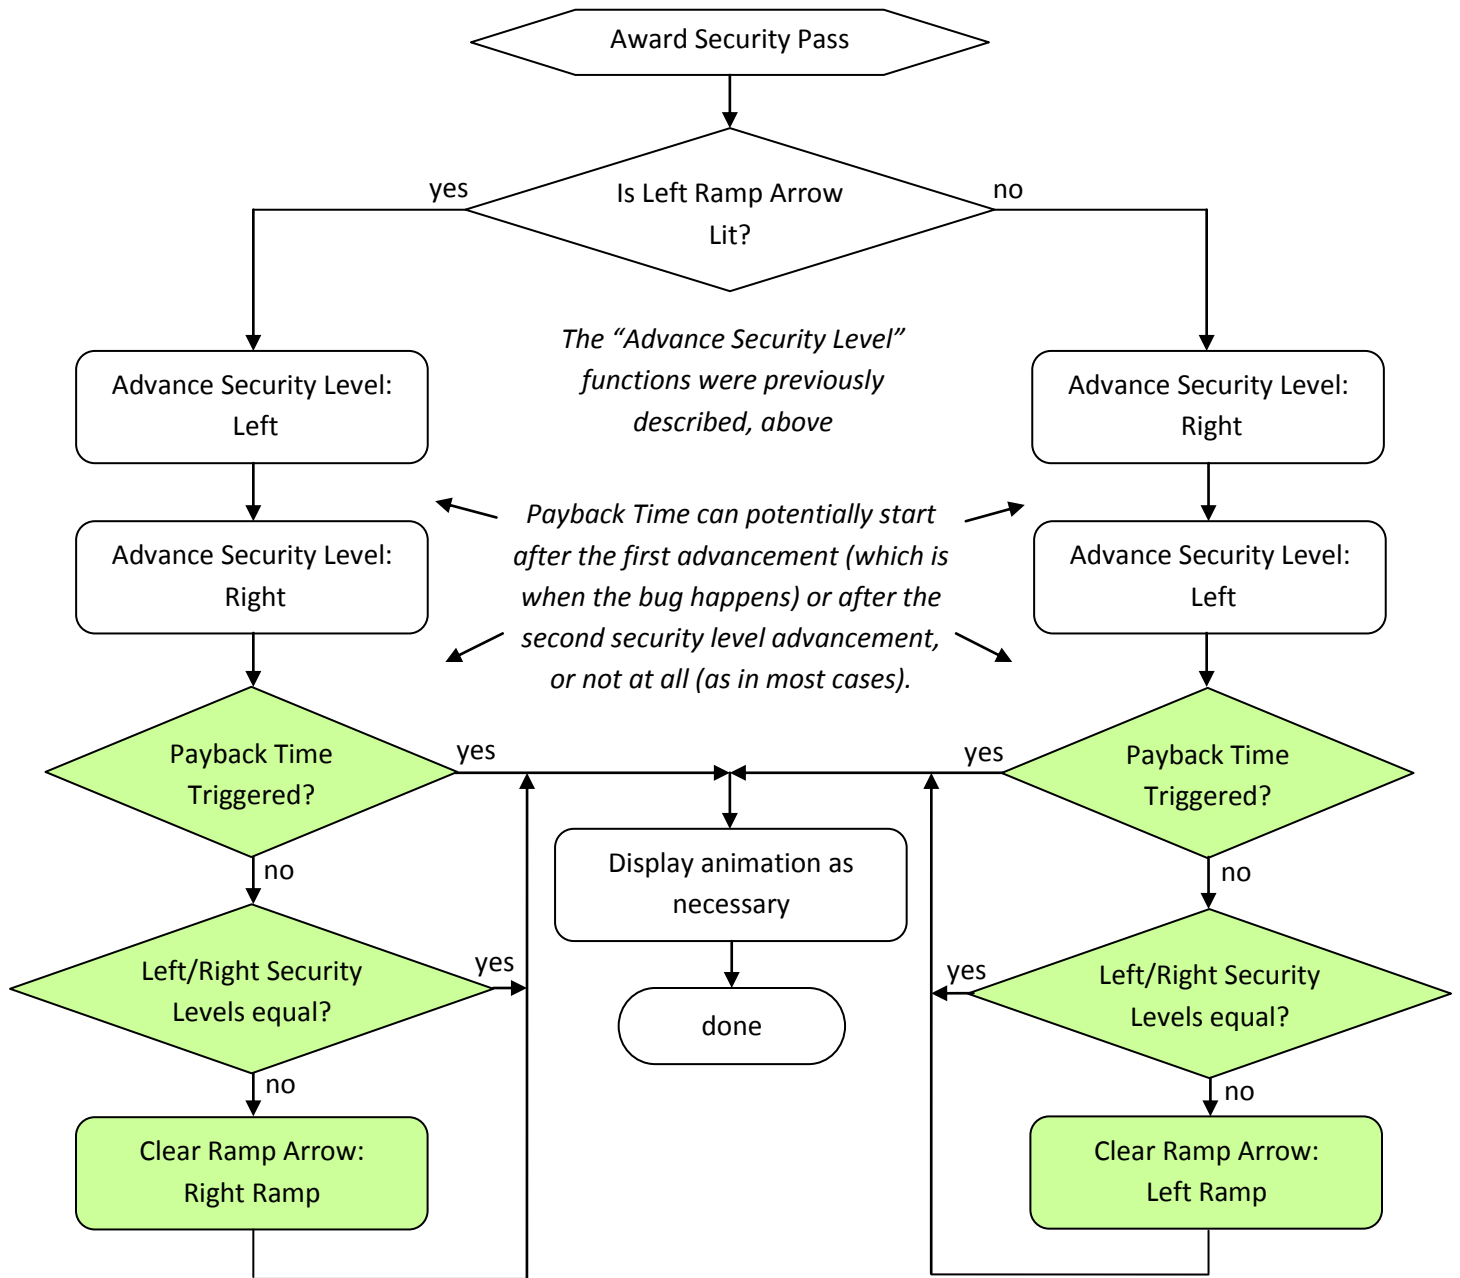 Award Security Pass
Is Left Ramp Arrow
Lit?
yes
no
The “Advance Security Level”
functions were previously
described, above
Advance Security Level:
Left
Advance Security Level:
Right
Payback Time can potentially start
after the first advancement (which is
when the bug happens) or after the
second security level advancement,
or not at all (as in most cases).
Advance Security Level:
Right
Advance Security Level:
Left
Payback Time
Triggered?
yes
yes
Payback Time
Triggered?
no
Display animation as
necessary
no
Left/Right Security
Levels equal?
yes
done
yes
Left/Right Security
Levels equal?
no
no
Clear Ramp Arrow:
Right Ramp
Clear Ramp Arrow:
Left Ramp